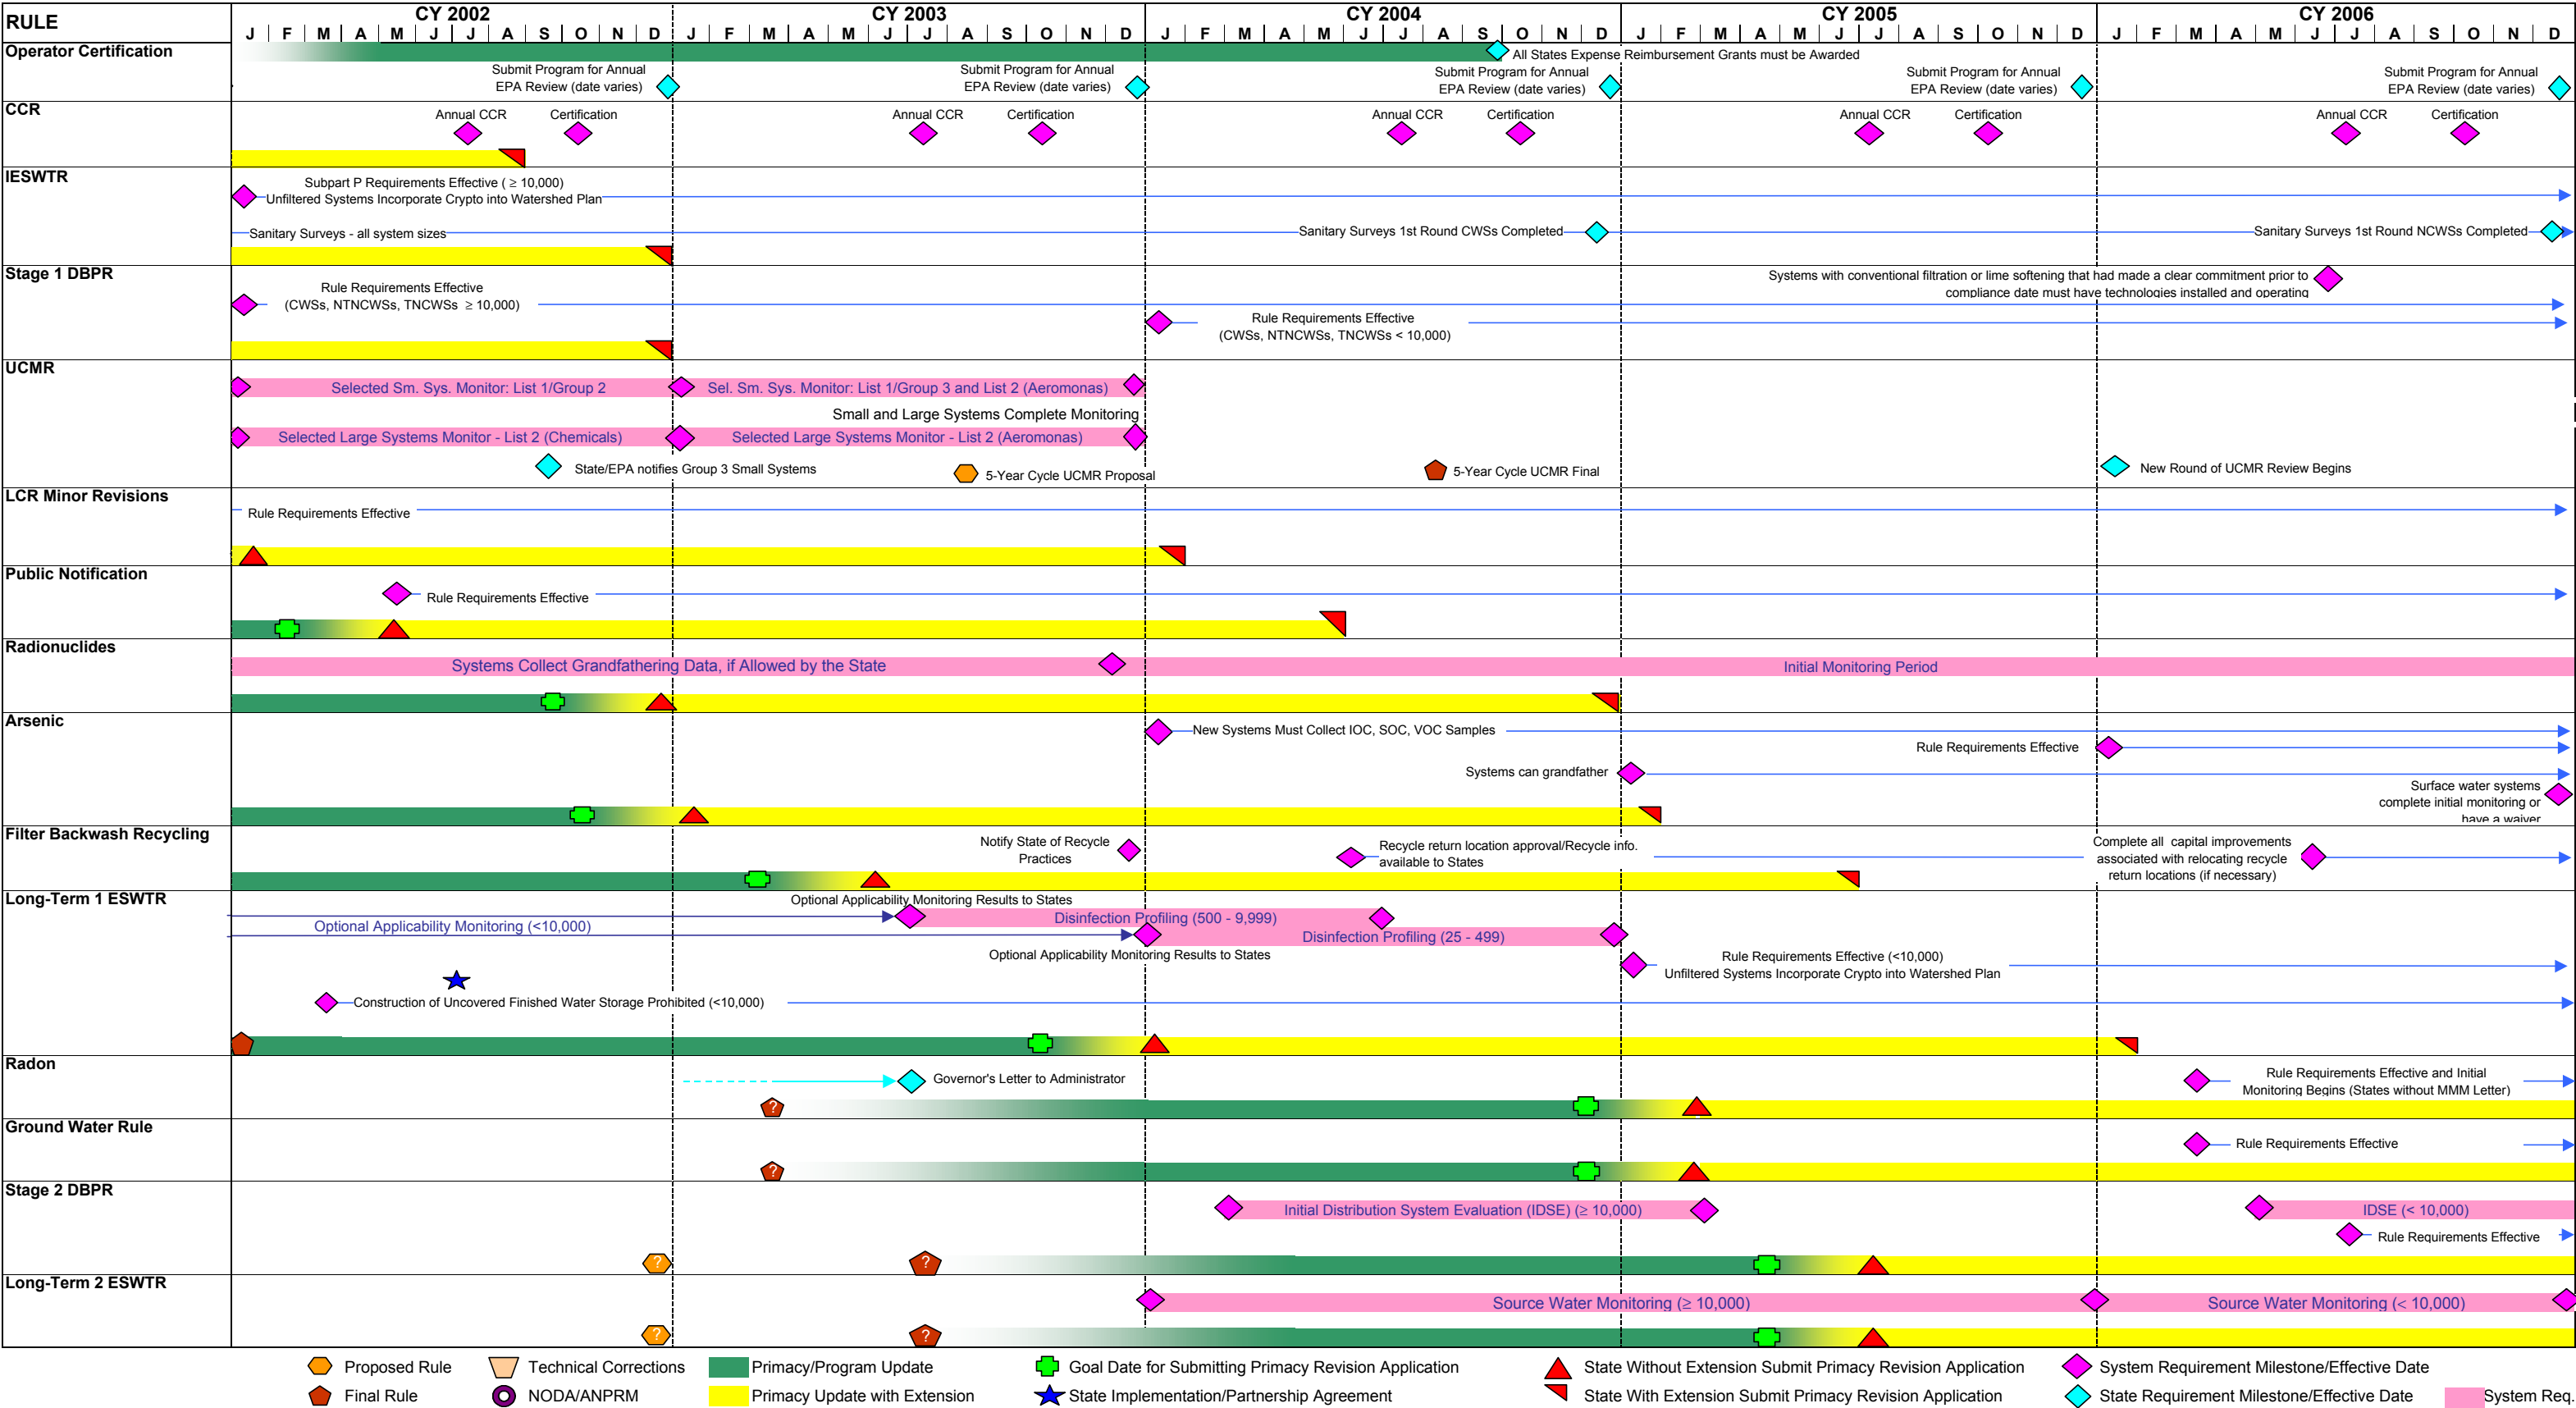 RULE
CY 2002
CY 2003
CY 2004
CY 2005
CY 2006
J F M A M J J A S O N D J F M A M J J A S O N D J F M A M J J A S O N D J F M A M J J A S O N D J F M A M J J A S O N D
Operator Certification
All States Expense Reimbursement Grants must be Awarded
Submit Program for Annual
EPA Review (date varies)
Submit Program for Annual
EPA Review (date varies)
Submit Program for Annual
EPA Review (date varies)
Submit Program for Annual
EPA Review (date varies)
Submit Program for Annual
EPA Review (date varies)
CCR
Annual CCR
Certification
Annual CCR
Certification
Annual CCR
Certification
Annual CCR
Certification
Annual CCR
Certification
IESWTR
Subpart P Requirements Effective ( ≥ 10,000)
Unfiltered Systems Incorporate Crypto into Watershed Plan
Sanitary Surveys - all system sizes
Sanitary Surveys 1st Round CWSs Completed
Sanitary Surveys 1st Round NCWSs Completed
Stage 1 DBPR
Rule Requirements Effective
(CWSs, NTNCWSs, TNCWSs ≥ 10,000)
Rule Requirements Effective
(CWSs, NTNCWSs, TNCWSs < 10,000)
Systems with conventional filtration or lime softening that had made a clear commitment prior to
compliance date must have technologies installed and operating
UCMR
Selected Sm. Sys. Monitor: List 1/Group 2
Sel. Sm. Sys. Monitor: List 1/Group 3 and List 2 (Aeromonas)
Small and Large Systems Complete Monitoring
Selected Large Systems Monitor - List 2 (Chemicals)
Selected Large Systems Monitor - List 2 (Aeromonas)
State/EPA notifies Group 3 Small Systems
5-Year Cycle UCMR Proposal
5-Year Cycle UCMR Final
New Round of UCMR Review Begins
LCR Minor Revisions
Rule Requirements Effective
Public Notification
Rule Requirements Effective
Radionuclides
Systems Collect Grandfathering Data, if Allowed by the State
Initial Monitoring Period
Arsenic
New Systems Must Collect IOC, SOC, VOC Samples
Rule Requirements Effective
Systems can grandfather
Surface water systems
complete initial monitoring or
have a waiver
Filter Backwash Recycling
Notify State of Recycle
Practices
Recycle return location approval/Recycle info.
available to States
Complete all capital improvements
associated with relocating recycle
return locations (if necessary)
Long-Term 1 ESWTR
Optional Applicability Monitoring Results to States
Optional Applicability Monitoring (<10,000)
Disinfection Profiling (500 - 9,999)
Disinfection Profiling (25 - 499)
Optional Applicability Monitoring Results to States
Rule Requirements Effective (<10,000)
Unfiltered Systems Incorporate Crypto into Watershed Plan
Construction of Uncovered Finished Water Storage Prohibited (<10,000)
Radon
Governor's Letter to Administrator
Rule Requirements Effective and Initial
Monitoring Begins (States without MMM Letter)
?
Ground Water Rule
Rule Requirements Effective
?
Stage 2 DBPR
Initial Distribution System Evaluation (IDSE) (≥ 10,000)
IDSE (< 10,000)
Rule Requirements Effective
?
?
Long-Term 2 ESWTR
Source Water Monitoring (≥ 10,000)
Source Water Monitoring (< 10,000)
?
?
Proposed Rule
Technical Corrections
Primacy/Program Update
Goal Date for Submitting Primacy Revision Application
State Without Extension Submit Primacy Revision Application
System Requirement Milestone/Effective Date
Final Rule
NODA/ANPRM
Primacy Update with Extension
State Implementation/Partnership Agreement
State With Extension Submit Primacy Revision Application
State Requirement Milestone/Effective Date
System Req.